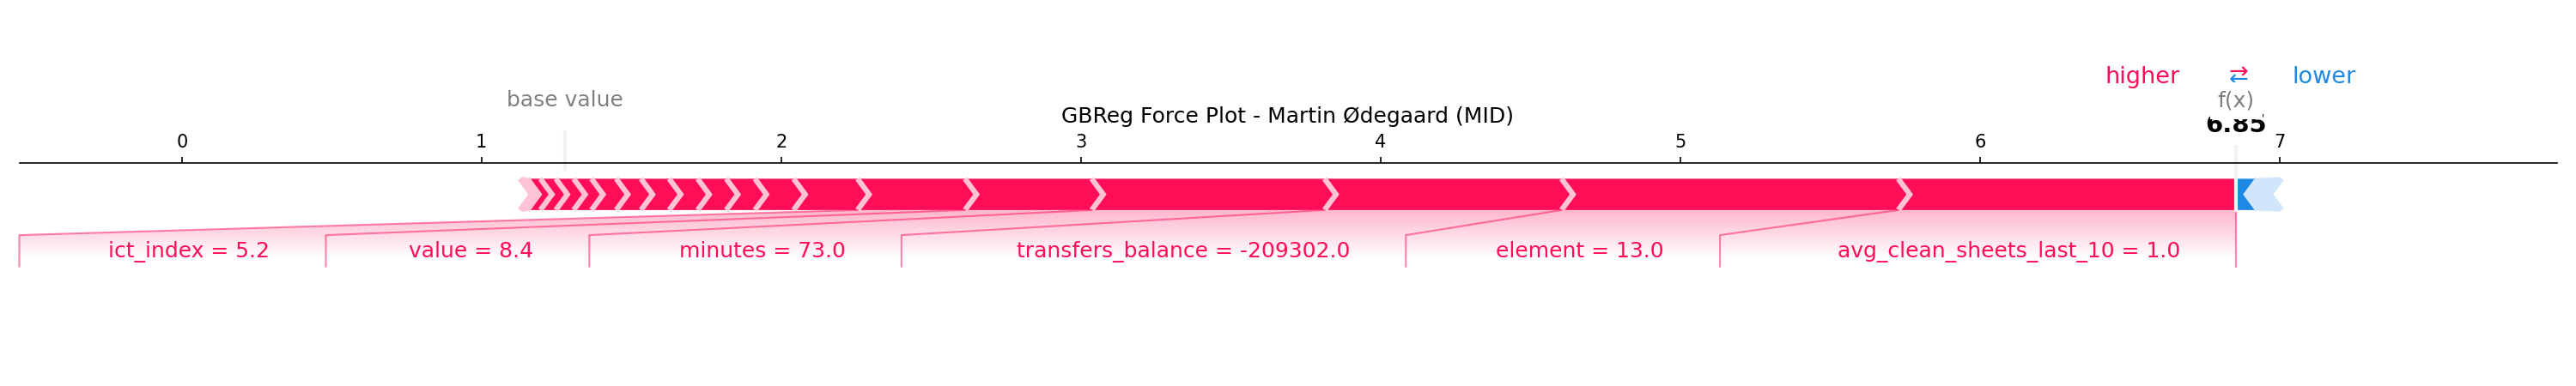 higher ⇄ lower
base value f(x)
GBReg Force Plot - Martin Ødegaard (MID) 6.85
0 1 2 3 4 5 6 7
ict_index = 5.2 value = 8.4 minutes = 73.0 transfers_balance = -209302.0 element = 13.0 avg_clean_sheets_last_10 = 1.0